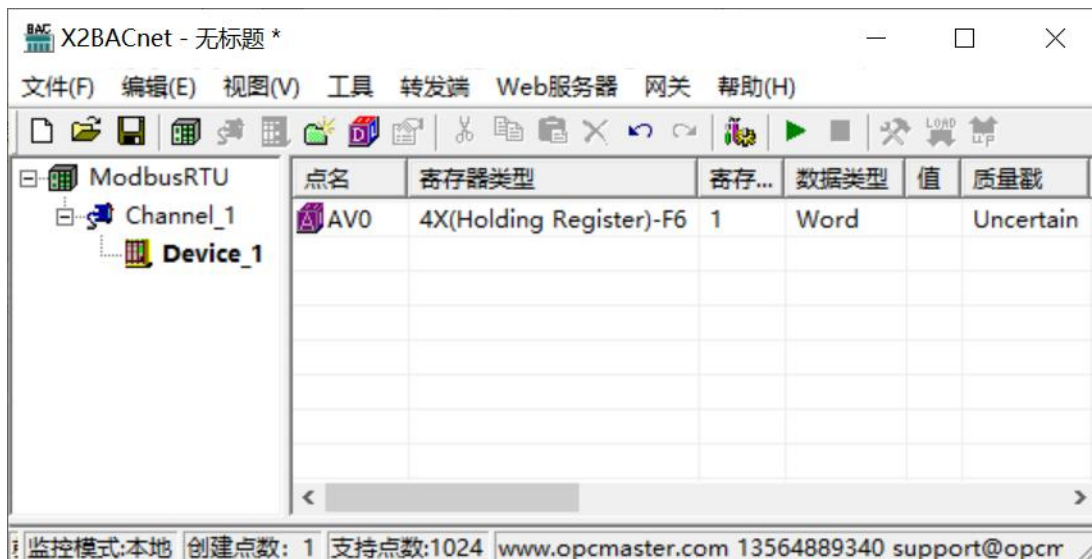 BAC X2BACnet - 无标题 *
文件(F) 编辑(E) 视图(V) 工具 转发端 Web服务器 网关 帮助(H)
D LOAD UP
ModbusRTU
Channel_1
Device_1
点名 寄存器类型 寄存... 数据类型 值 质量戳
A AV0 4X(Holding Register)-F6 1 Word Uncertain
监控模式:本地 创建点数: 1 支持点数:1024 www.opcmaster.com 13564889340 support@opcm